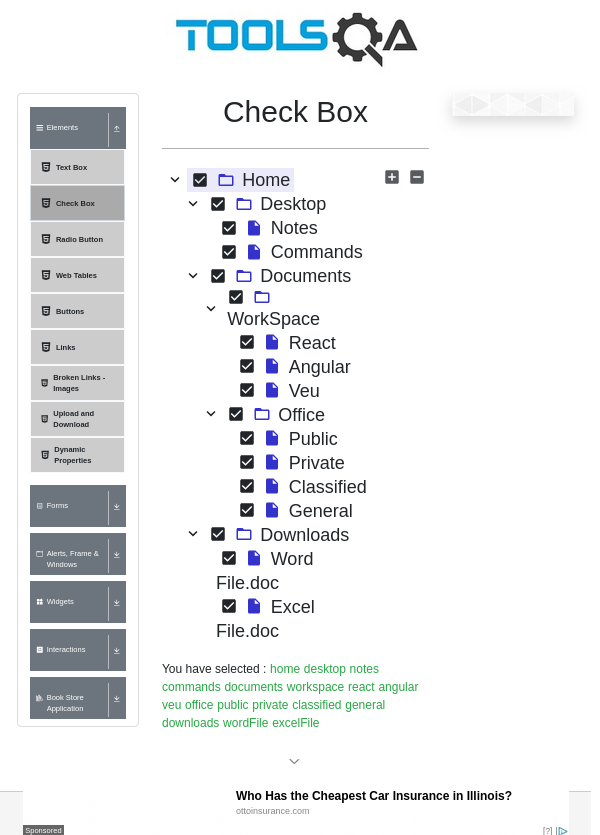 TOOLSQA
Check Box
Elements
Text Box
Check Box
Radio Button
Web Tables
Buttons
Links
Broken Links -
Images
Upload and
Download
Dynamic
Properties
Forms
Alerts, Frame &
Windows
Widgets
Interactions
Book Store
Application
Home
Desktop
Notes
Commands
Documents
WorkSpace
React
Angular
Veu
Office
Public
Private
Classified
General
Downloads
Word
File.doc
Excel
File.doc
You have selected : home desktop notes
commands documents workspace react angular
veu office public private classified general
downloads wordFile excelFile
Who Has the Cheapest Car Insurance in Illinois?
ottoinsurance.com
Sponsored
[?]